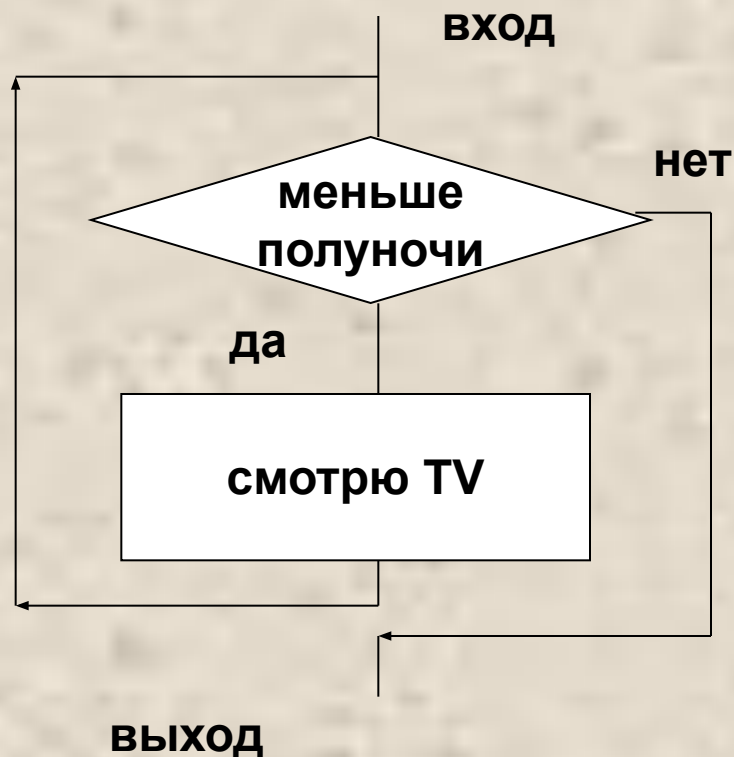 вход
нет
меньше
полуночи
да
смотрю TV
выход